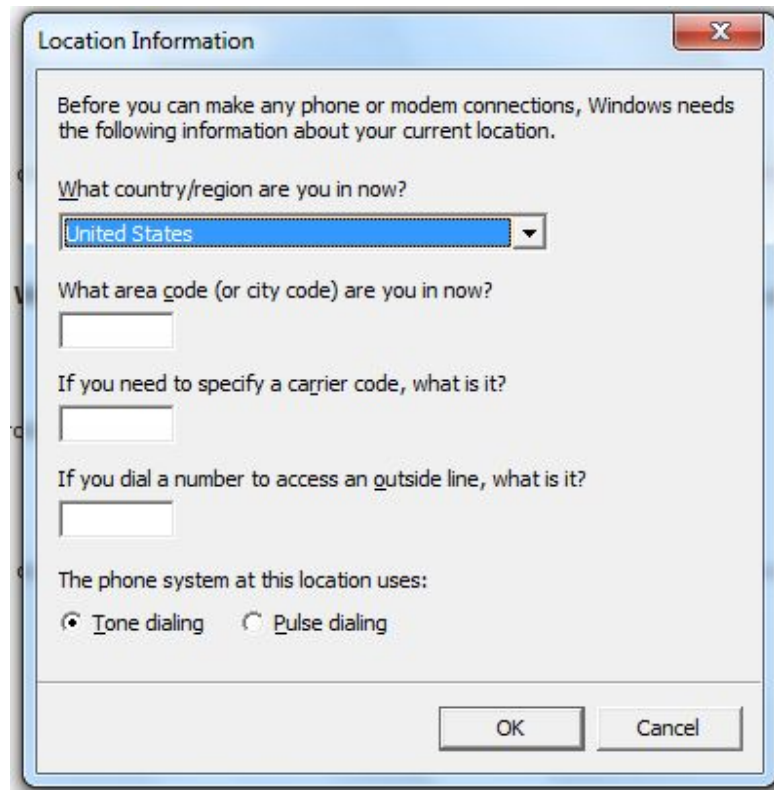 Location Information
Before you can make any phone or modem connections, Windows needs
the following information about your current location.
What country/region are you in now?
United States
What area code (or city code) are you in now?
If you need to specify a carrier code, what is it?
If you dial a number to access an outside line, what is it?
The phone system at this location uses:
Tone dialing Pulse dialing
OK Cancel